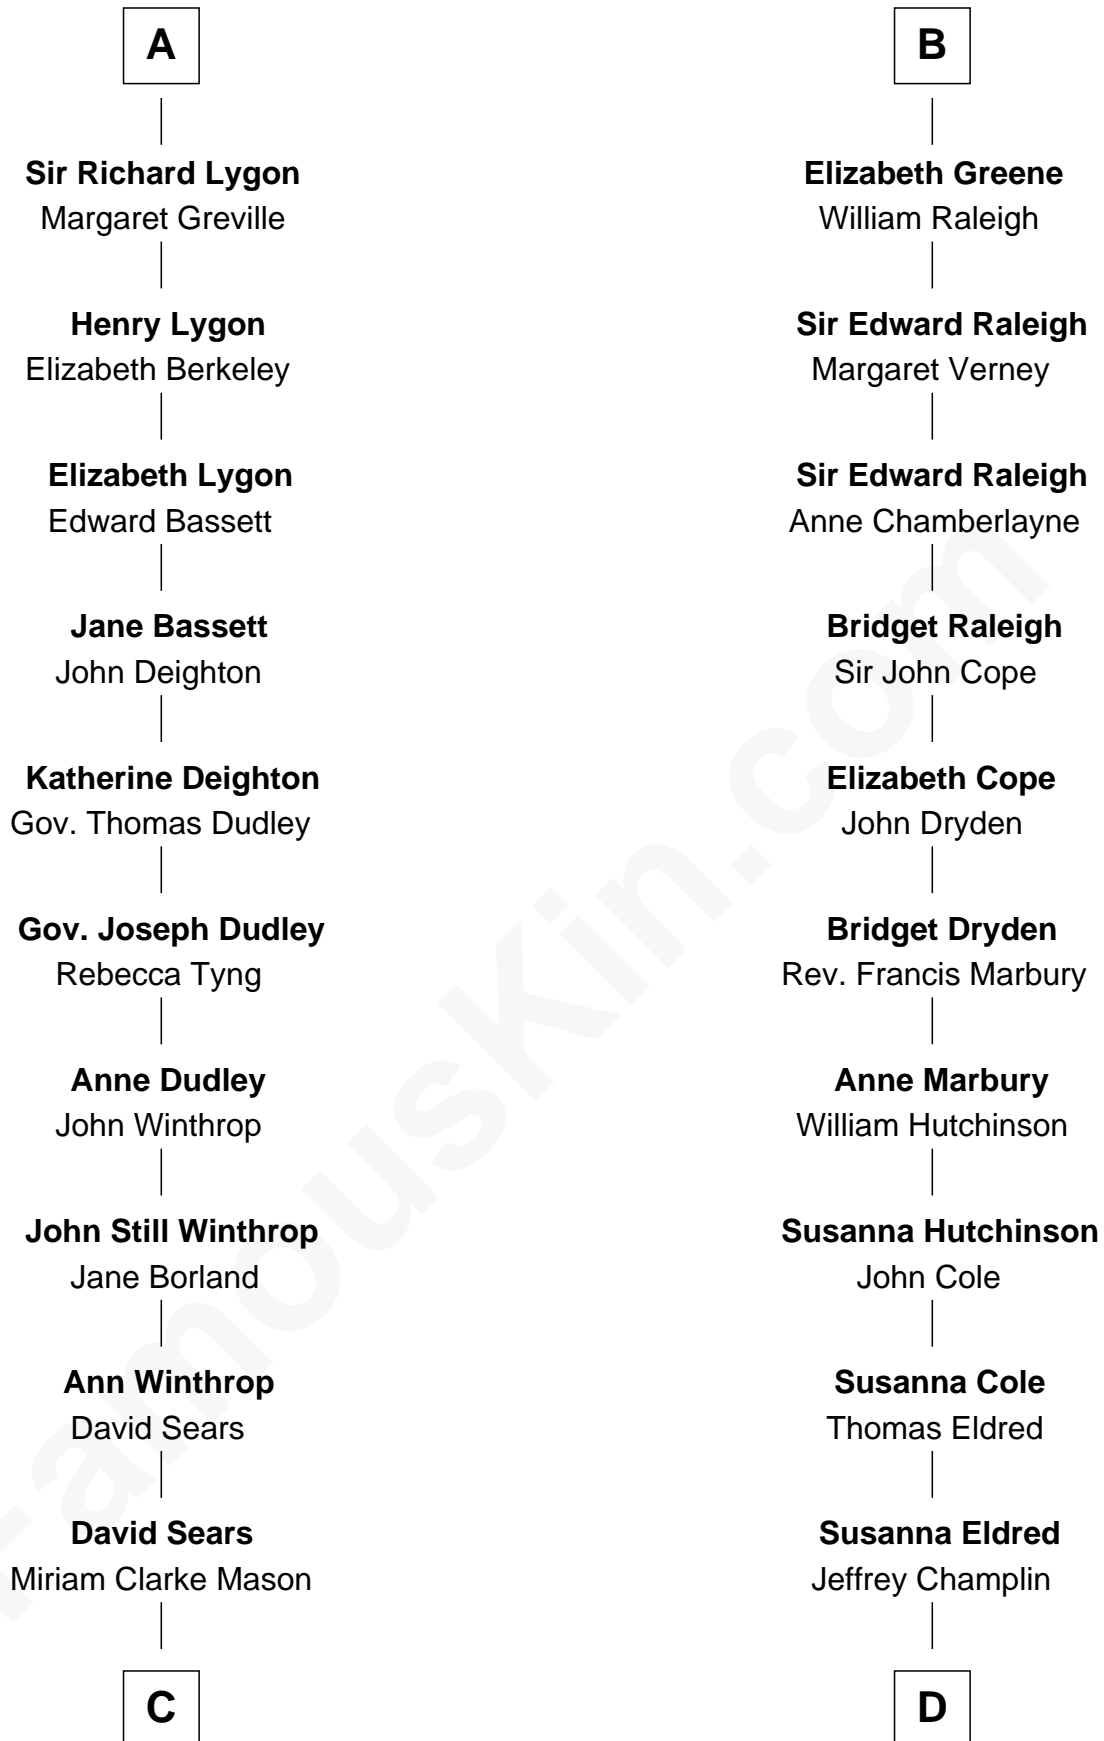 A
B
Sir Richard Lygon
Margaret Greville
Elizabeth Greene
William Raleigh
Henry Lygon
Elizabeth Berkeley
Sir Edward Raleigh
Margaret Verney
Elizabeth Lygon
Edward Bassett
Sir Edward Raleigh
Anne Chamberlayne
Jane Bassett
John Deighton
Bridget Raleigh
Sir John Cope
Katherine Deighton
Gov. Thomas Dudley
Elizabeth Cope
John Dryden
Gov. Joseph Dudley
Rebecca Tyng
Bridget Dryden
Rev. Francis Marbury
Anne Dudley
John Winthrop
Anne Marbury
William Hutchinson
John Still Winthrop
Jane Borland
Susanna Hutchinson
John Cole
Ann Winthrop
David Sears
Susanna Cole
Thomas Eldred
David Sears
Miriam Clarke Mason
Susanna Eldred
Jeffrey Champlin
C
D
FamousKin.com